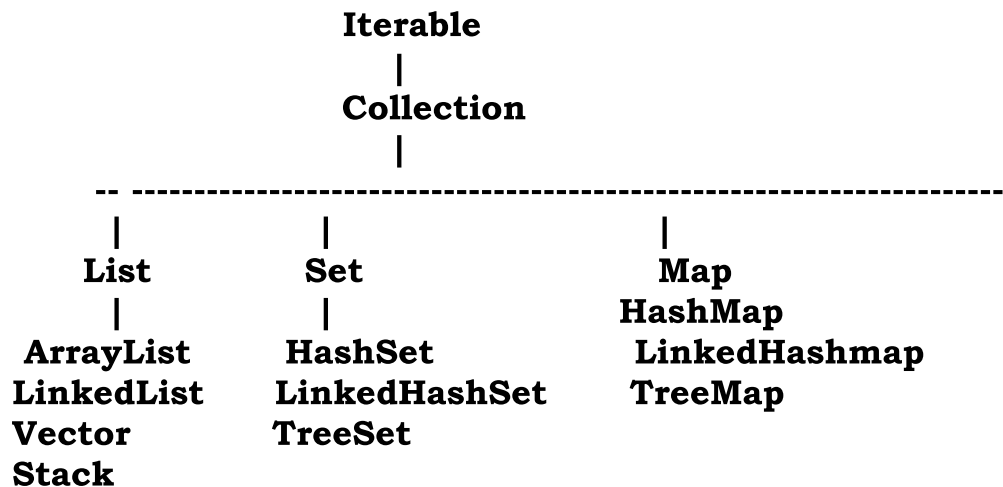 Iterable
|
Collection
|
-- ----------------------------------------------------------------------
| | |
List Set Map
| | HashMap
ArrayList HashSet LinkedHashmap
LinkedList LinkedHashSet TreeMap
Vector TreeSet
Stack